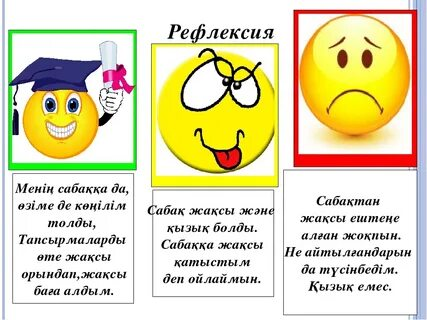 Рефлексия
Менің сабаққа да,
өзіме де көңілім
толды,
Тапсырмаларды
өте жақсы
орындап,жақсы
баға алдым.
Сабақ жақсы және
қызық болды.
Сабаққа жақсы
қатыстым
деп ойлаймын.
Сабақтан
жақсы ештеңе
алған жоқпын.
Не айтылғандарын
да түсінбедім.
Қызық емес.